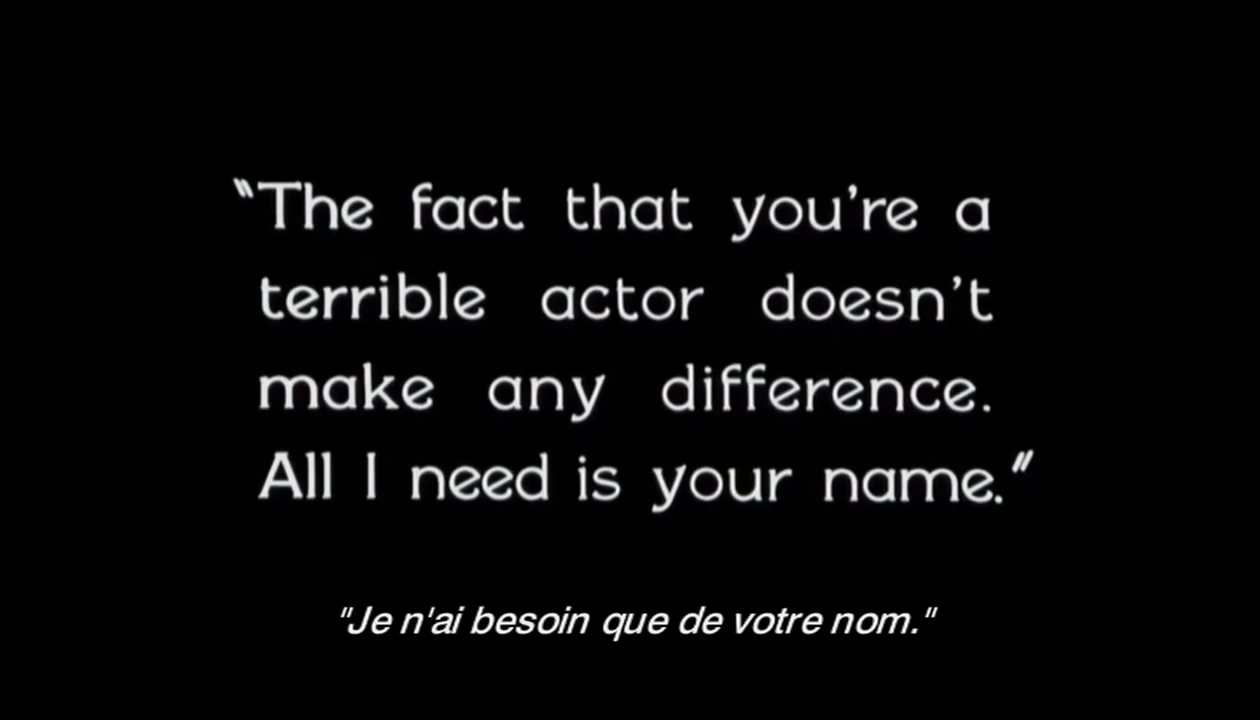 "The fact that you're a
terrible actor doesn't
make any difference.
All I need is your name."
"Je n'ai besoin que de votre nom."